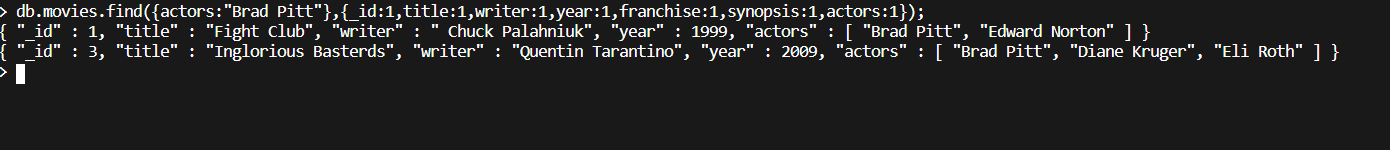 > db.movies.find({actors:"Brad Pitt"},{_id:1,title:1,writer:1,year:1,franchise:1,synopsis:1,actors:1});
{ "_id" : 1, "title" : "Fight Club", "writer" : " Chuck Palahniuk", "year" : 1999, "actors" : [ "Brad Pitt", "Edward Norton" ] }
{ "_id" : 3, "title" : "Inglorious Basterds", "writer" : "Quentin Tarantino", "year" : 2009, "actors" : [ "Brad Pitt", "Diane Kruger", "Eli Roth" ] }
>